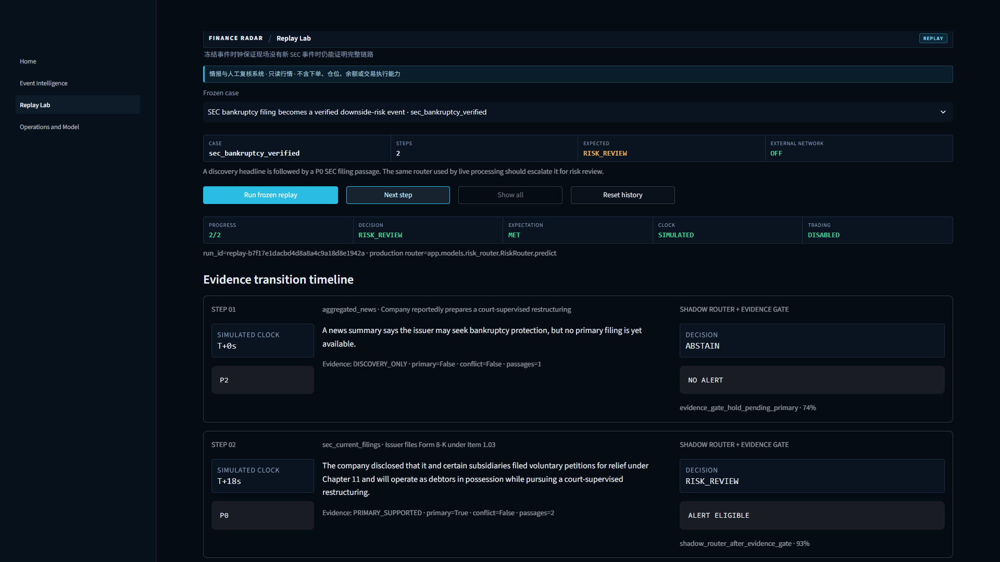 Home
Event Intelligence
Replay Lab
Operations and Model
FINANCE RADAR / Replay Lab
REPLAY
冻结事件时钟保证现场没有新 SEC 事件时仍能证明完整链路
情报与人工复核系统 · 只读行情 · 不含下单、仓位、余额或交易执行能力
Frozen case
SEC bankruptcy filing becomes a verified downside-risk event · sec_bankruptcy_verified
CASE
sec_bankruptcy_verified
STEPS
2
EXPECTED
RISK_REVIEW
EXTERNAL NETWORK
OFF
A discovery headline is followed by a P0 SEC filing passage. The same router used by live processing should escalate it for risk review.
Run frozen replay
Next step
Show all
Reset history
PROGRESS
2/2
DECISION
RISK_REVIEW
EXPECTATION
MET
CLOCK
SIMULATED
TRADING
DISABLED
run_id=replay-b7f17e1dacbd4d8a8a4c9a18d8e1942a · production router=app.models.risk_router.RiskRouter.predict
Evidence transition timeline
STEP 01
SIMULATED CLOCK
T+0s
P2
aggregated_news · Company reportedly prepares a court-supervised restructuring
A news summary says the issuer may seek bankruptcy protection, but no primary filing is yet
available.
Evidence: DISCOVERY_ONLY · primary=False · conflict=False · passages=1
SHADOW ROUTER + EVIDENCE GATE
DECISION
ABSTAIN
NO ALERT
evidence_gate_hold_pending_primary · 74%
STEP 02
SIMULATED CLOCK
T+18s
P0
sec_current_filings · Issuer files Form 8-K under Item 1.03
The company disclosed that it and certain subsidiaries filed voluntary petitions for relief under
Chapter 11 and will operate as debtors in possession while pursuing a court-supervised
restructuring.
Evidence: PRIMARY_SUPPORTED · primary=True · conflict=False · passages=2
SHADOW ROUTER + EVIDENCE GATE
DECISION
RISK_REVIEW
ALERT ELIGIBLE
shadow_router_after_evidence_gate · 93%